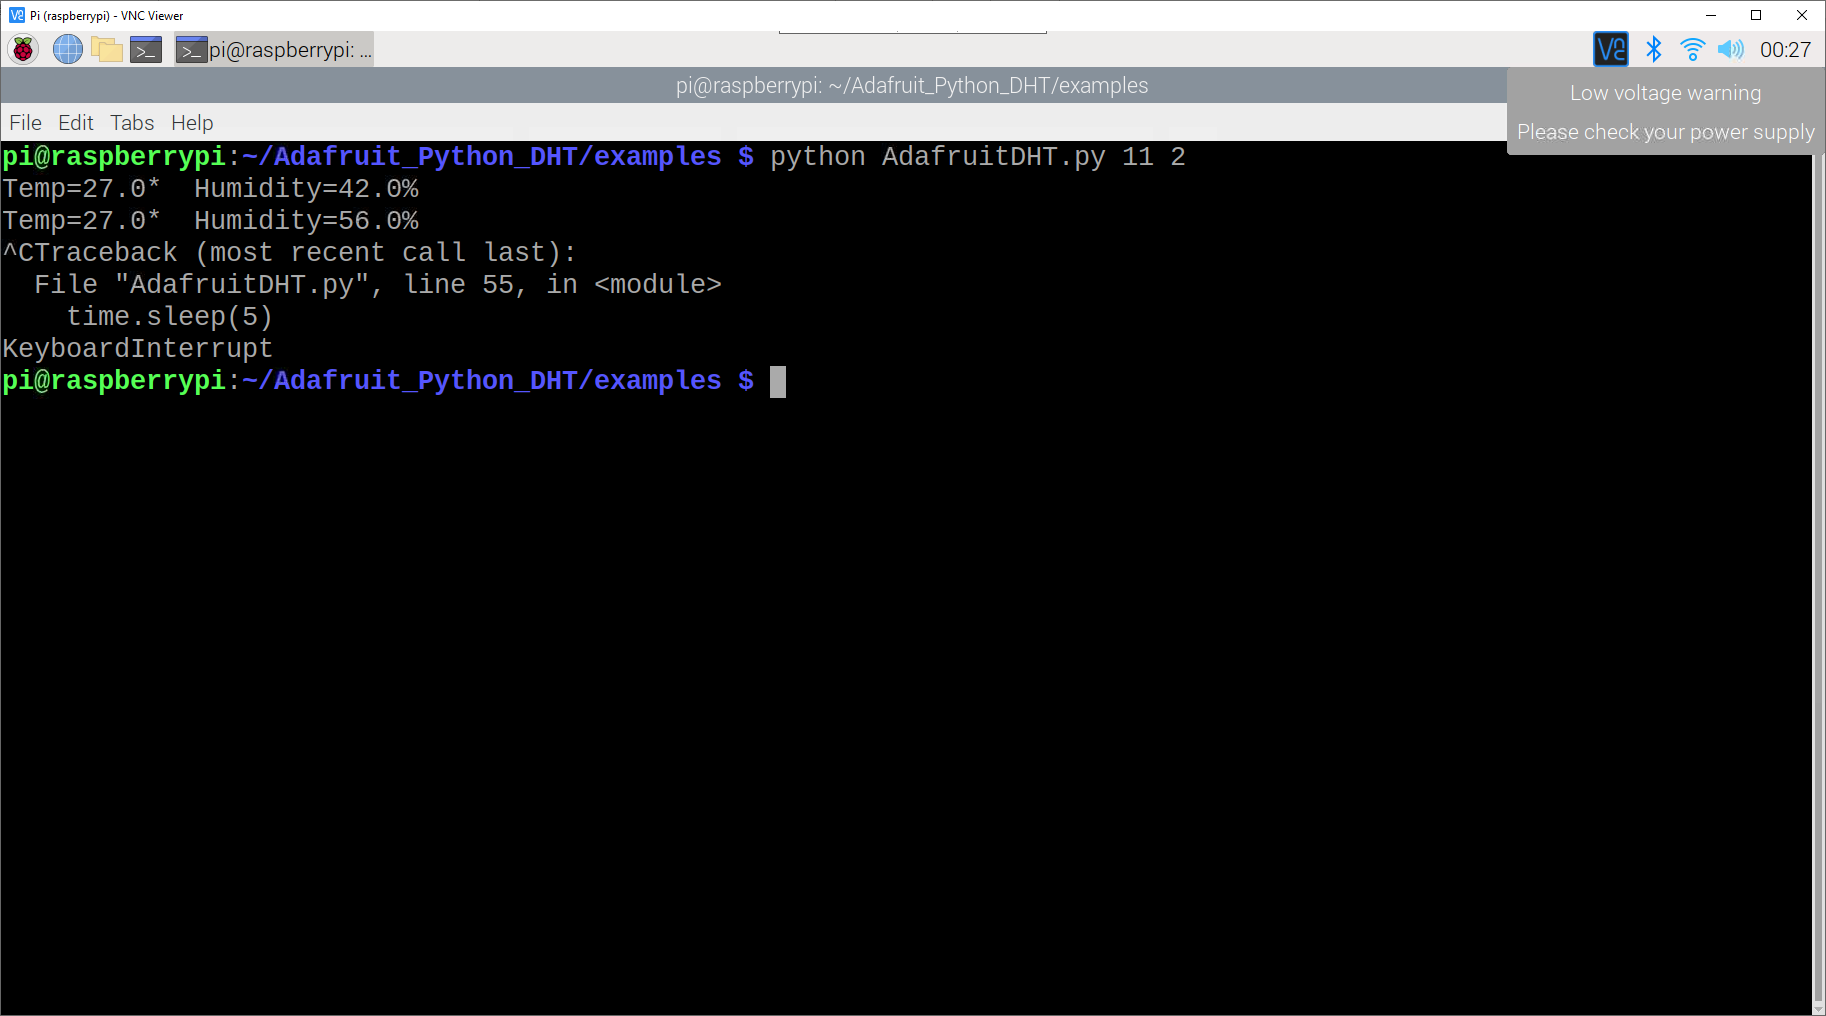 Pi (raspberrypi) - VNC Viewer
pi@raspberrypi: ...
00:27
pi@raspberrypi: ~/Adafruit_Python_DHT/examples
Low voltage warning
Please check your power supply
File Edit Tabs Help
pi@raspberrypi:~/Adafruit_Python_DHT/examples $ python AdafruitDHT.py 11 2
Temp=27.0*  Humidity=42.0%
Temp=27.0*  Humidity=56.0%
^CTraceback (most recent call last):
  File "AdafruitDHT.py", line 55, in <module>
    time.sleep(5)
KeyboardInterrupt
pi@raspberrypi:~/Adafruit_Python_DHT/examples $